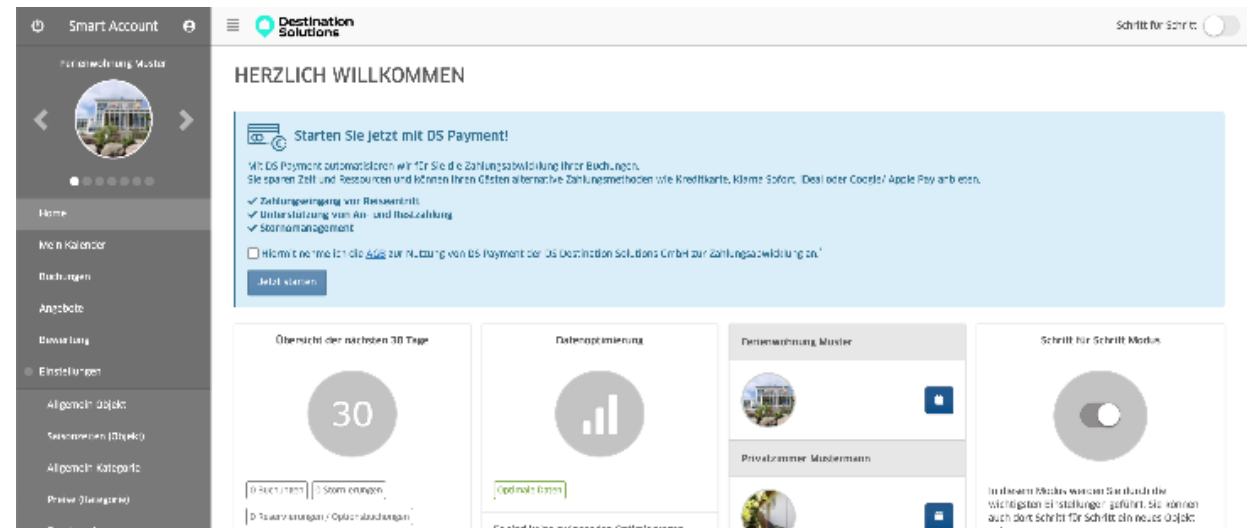 Smart Account
Destination
Solutions
Schritt für Schritt
Ferienwohnung Muster
HERZLICH WILLKOMMEN
Starten Sie jetzt mit DS Payment!
Mit DS Payment automatisieren wir für Sie die Zahlungsabwicklung Ihrer Buchungen.
Sie sparen Zeit und Ressourcen und können Ihren Gästen alternative Zahlungsmethoden wie Kreditkarte, Klarna Sofort, iDeal oder Google/ Apple Pay anbieten.
Zahlungseingang vor Reiseantritt
Unterstützung von An- und Restzahlung
Stornomanagement
Hiermit nehme ich die AGB zur Nutzung von DS Payment der DS Destination Solutions GmbH zur Zahlungsabwicklung an.*
Jetzt starten
Home
Mein Kalender
Buchungen
Angebote
Bewertung
Einstellungen
Allgemein Objekt
Saisonzeiten (Objekt)
Allgemein Kategorie
Preise (Kategorie)
Übersicht der nächsten 30 Tage
30
0 Buchungen
0 Stornierungen
0 Reservierungen / Optionsbuchungen
Datenoptimierung
Optimale Daten
Ferienwohnung Muster
Privatzimmer Mustermann
Schritt für Schritt Modus
In diesem Modus werden Sie durch die
wichtigsten Einstellungen geführt. Sie können
auch dort Schritt für Schritt ein neues Objekt